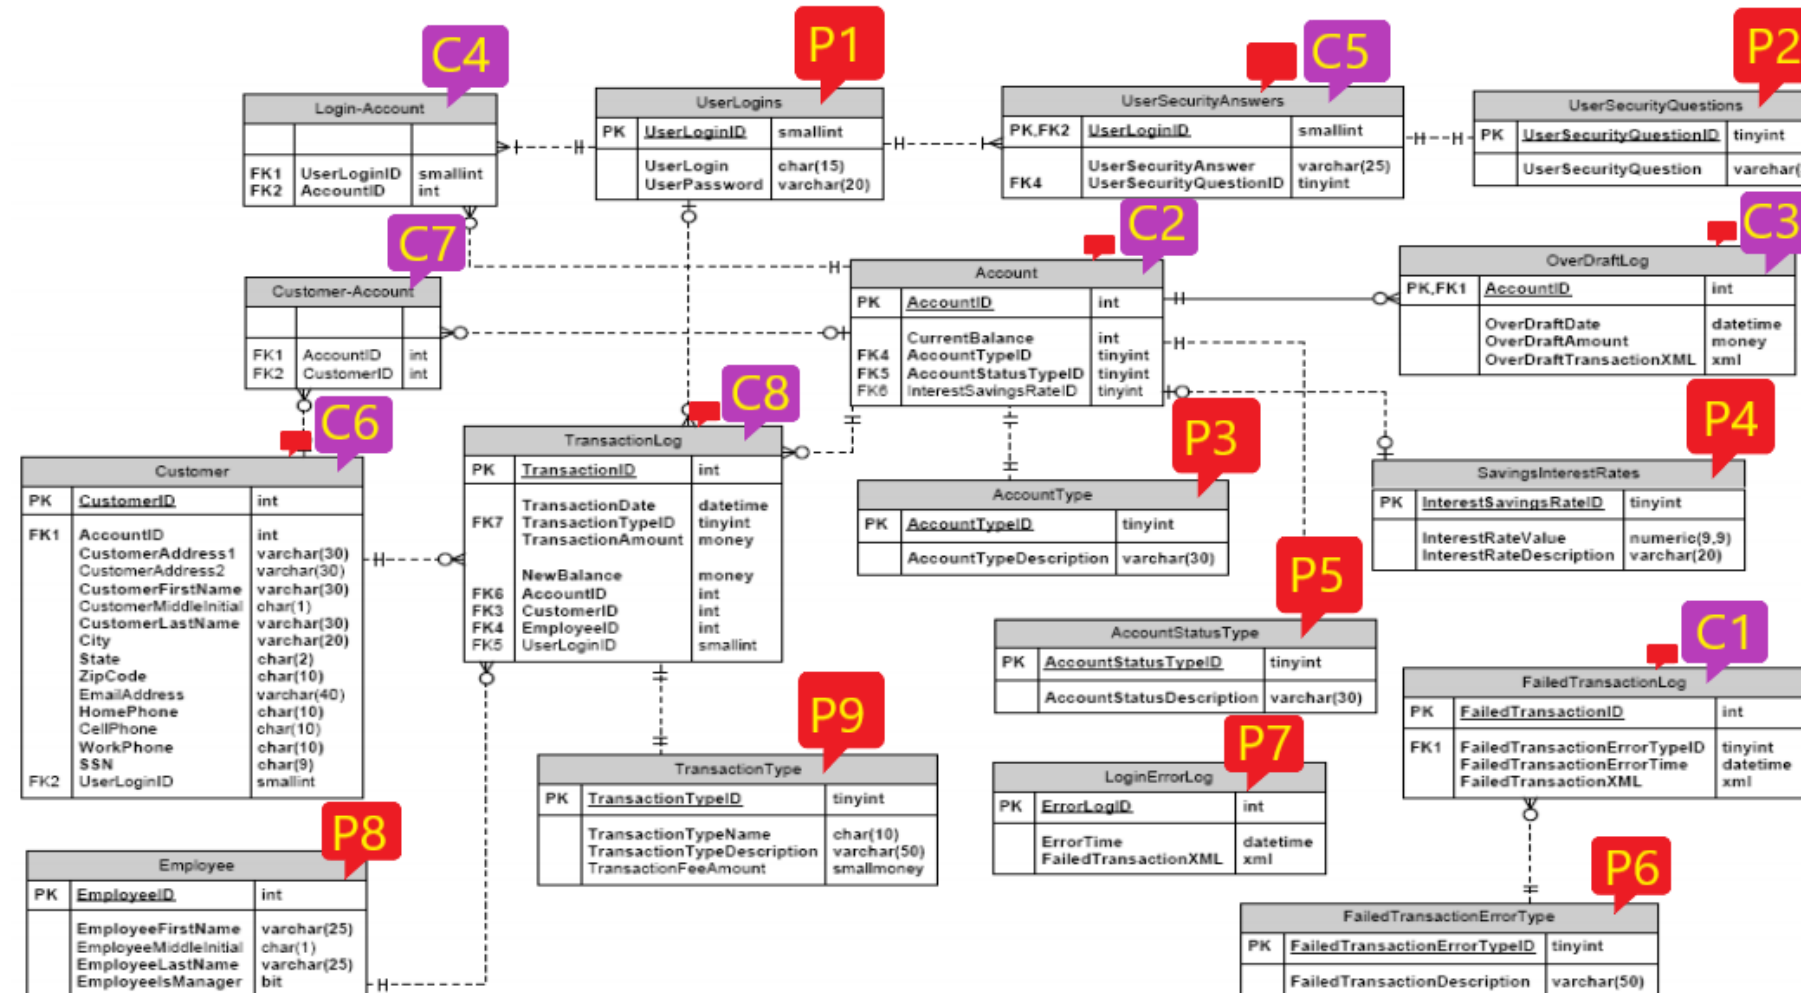 C4
P1
C5
P2
Login-Account
FK1 UserLoginID smallint
FK2 AccountID int
UserLogins
PK UserLoginID smallint
UserLogin char(15)
UserPassword varchar(20)
UserSecurityAnswers
PK,FK2 UserLoginID smallint
UserSecurityAnswer varchar(25)
FK4 UserSecurityQuestionID tinyint
UserSecurityQuestions
PK UserSecurityQuestionID tinyint
UserSecurityQuestion varchar(
C7
C2
C3
Customer-Account
FK1 AccountID int
FK2 CustomerID int
Account
PK AccountID int
CurrentBalance int
FK4 AccountTypeID tinyint
FK5 AccountStatusTypeID tinyint
FK6 InterestSavingsRateID tinyint
OverDraftLog
PK,FK1 AccountID int
OverDraftDate datetime
OverDraftAmount money
OverDraftTransactionXML xml
C6
C8
P3
P4
Customer
PK CustomerID int
FK1 AccountID int
CustomerAddress1 varchar(30)
CustomerAddress2 varchar(30)
CustomerFirstName varchar(30)
CustomerMiddleInitial char(1)
CustomerLastName varchar(30)
City varchar(20)
State char(2)
ZipCode char(10)
EmailAddress varchar(40)
HomePhone char(10)
CellPhone char(10)
WorkPhone char(10)
SSN char(9)
FK2 UserLoginID smallint
TransactionLog
PK TransactionID int
TransactionDate datetime
FK7 TransactionTypeID tinyint
TransactionAmount money
NewBalance money
FK6 AccountID int
FK3 CustomerID int
FK4 EmployeeID int
FK5 UserLoginID smallint
AccountType
PK AccountTypeID tinyint
AccountTypeDescription varchar(30)
SavingsInterestRates
PK InterestSavingsRateID tinyint
InterestRateValue numeric(9,9)
InterestRateDescription varchar(20)
P5
C1
AccountStatusType
PK AccountStatusTypeID tinyint
AccountStatusDescription varchar(30)
FailedTransactionLog
PK FailedTransactionID int
FK1 FailedTransactionErrorTypeID tinyint
FailedTransactionErrorTime datetime
FailedTransactionXML xml
P9
P7
TransactionType
PK TransactionTypeID tinyint
TransactionTypeName char(10)
TransactionTypeDescription varchar(50)
TransactionFeeAmount smallmoney
LoginErrorLog
PK ErrorLogID int
ErrorTime datetime
FailedTransactionXML xml
P8
P6
Employee
PK EmployeeID int
EmployeeFirstName varchar(25)
EmployeeMiddleInitial char(1)
EmployeeLastName varchar(25)
EmployeeIsManager bit
FailedTransactionErrorType
PK FailedTransactionErrorTypeID tinyint
FailedTransactionDescription varchar(50)